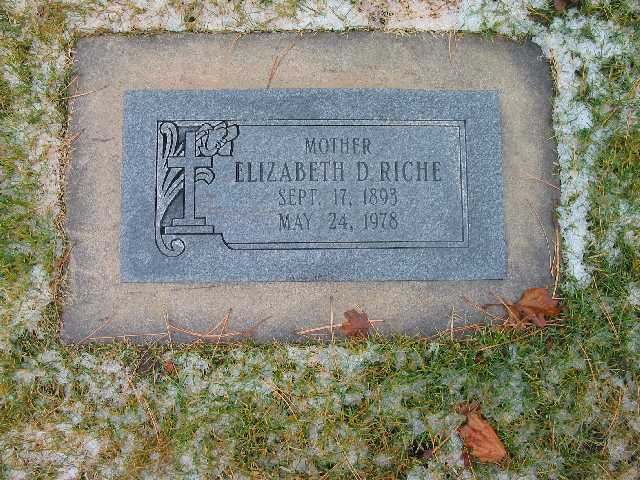 MOTHER
ELIZABETH D. RICHE
SEPT. 17, 1893
MAY 24, 1978